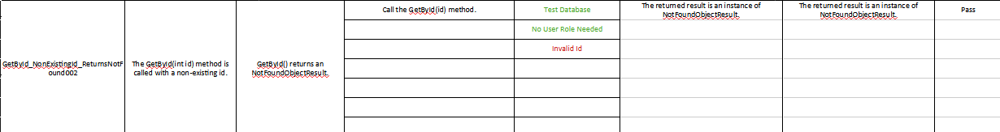 GetById_NonExistingId_ReturnsNotF
ound002
The GetById(int id) method is
called with a non-existing id.
GetById() returns an
NotFoundObjectResult.
Call the GetById(id) method.
Test Database
No User Role Needed
Invalid Id
The returned result is an instance of
NotFoundObjectResult.
The returned result is an instance of
NotFoundObjectResult.
Pass